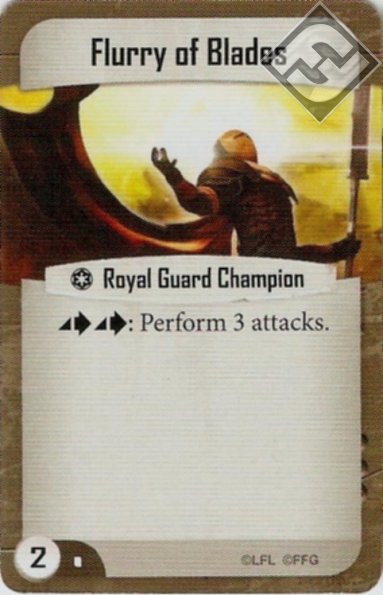 Flurry of Blades
Royal Guard Champion
: Perform 3 attacks.
2
©LFL ©FFG